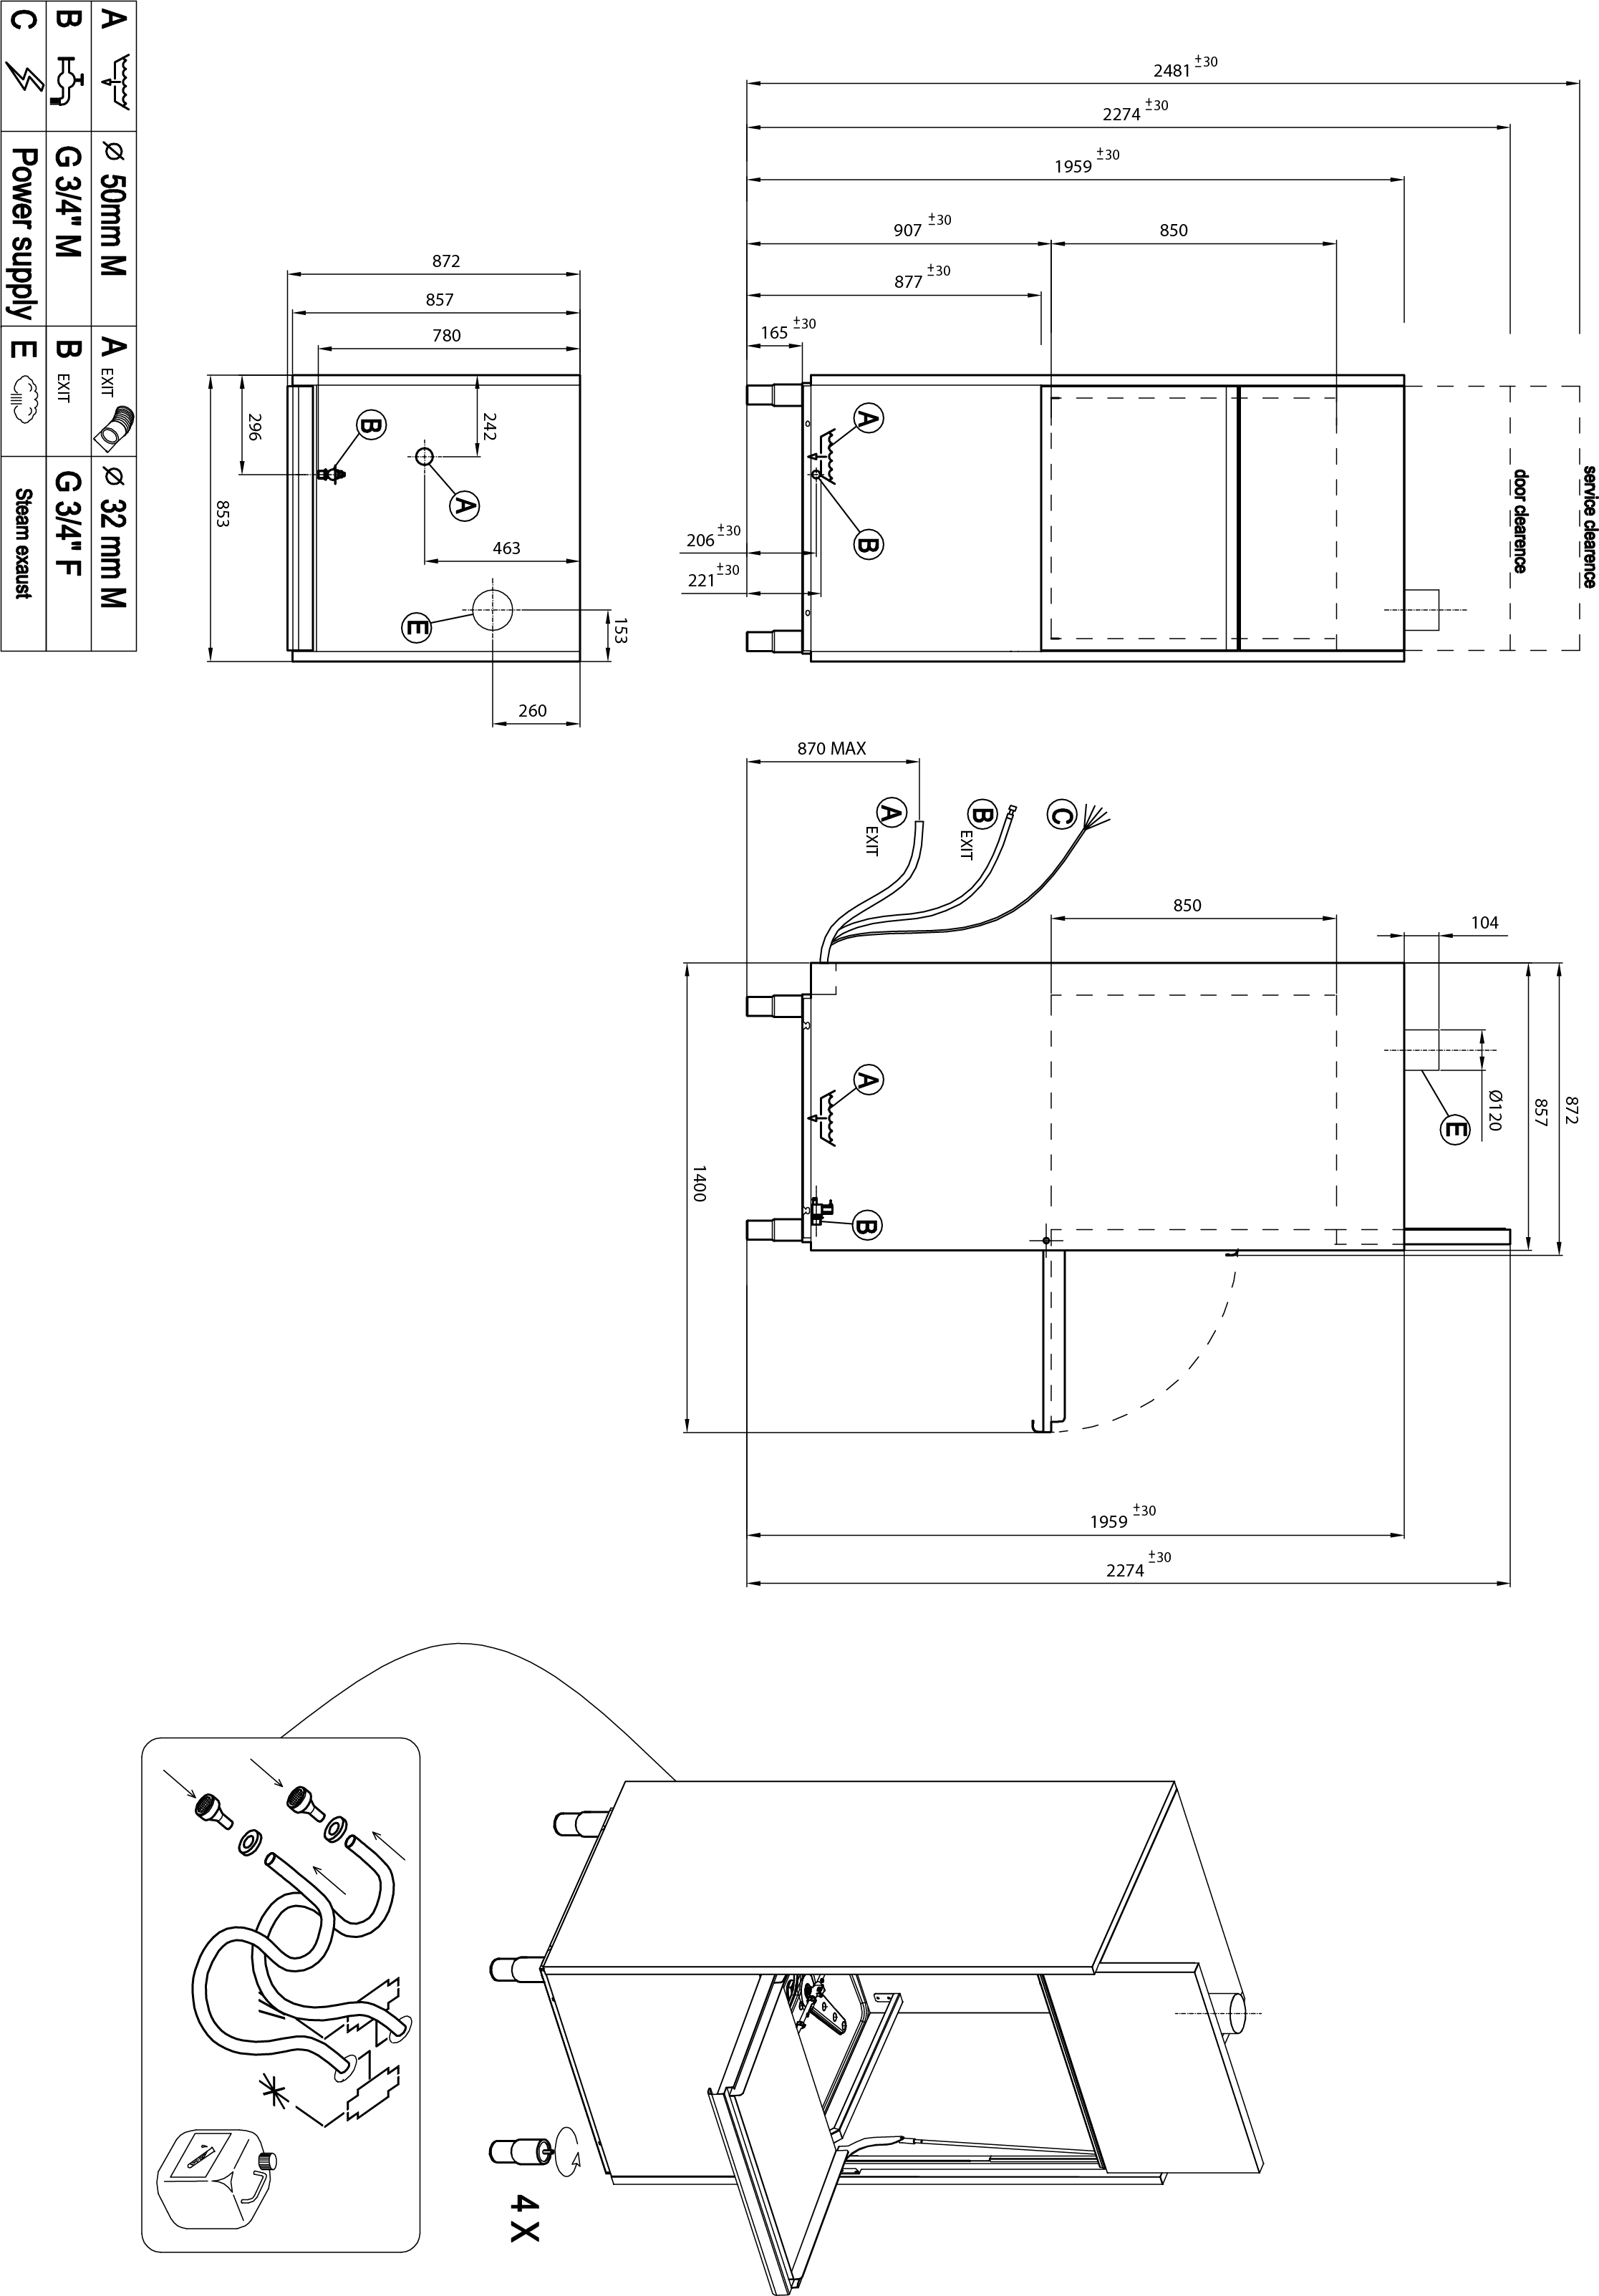 2481 ±30
2274 ±30
1959 ±30
907 ±30
850
877 ±30
165 ±30
service clearence
door clearence
A
B
206 ±30
221 ±30
872
857
780
296
242
853
B
A
463
E
153
260
870 MAX
A
EXIT
B
EXIT
C
850
104
872
857
Ø120
E
A
B
1400
1959 ±30
2274 ±30
4 X
A ø 50mm M A EXIT ø 32 mm M
B G 3/4" M B EXIT G 3/4" F
C Power supply E Steam exaust